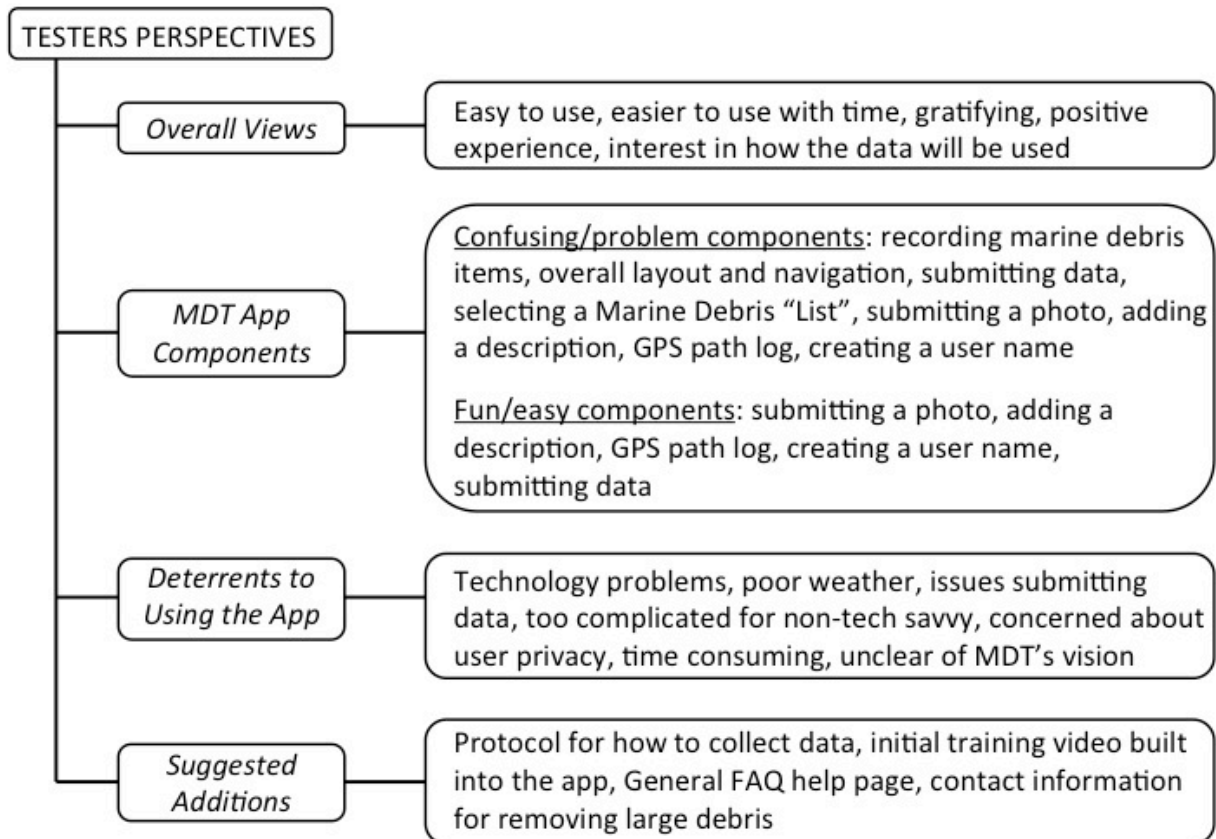 TESTERS PERSPECTIVES
Overall Views
Easy to use, easier to use with time, gratifying, positive
experience, interest in how the data will be used
MDT App
Components
Confusing/problem components: recording marine debris
items, overall layout and navigation, submitting data,
selecting a Marine Debris “List”, submitting a photo, adding
a description, GPS path log, creating a user name
Fun/easy components: submitting a photo, adding a
description, GPS path log, creating a user name,
submitting data
Deterrents to
Using the App
Technology problems, poor weather, issues submitting
data, too complicated for non-tech savvy, concerned about
user privacy, time consuming, unclear of MDT’s vision
Suggested
Additions
Protocol for how to collect data, initial training video built
into the app, General FAQ help page, contact information
for removing large debris